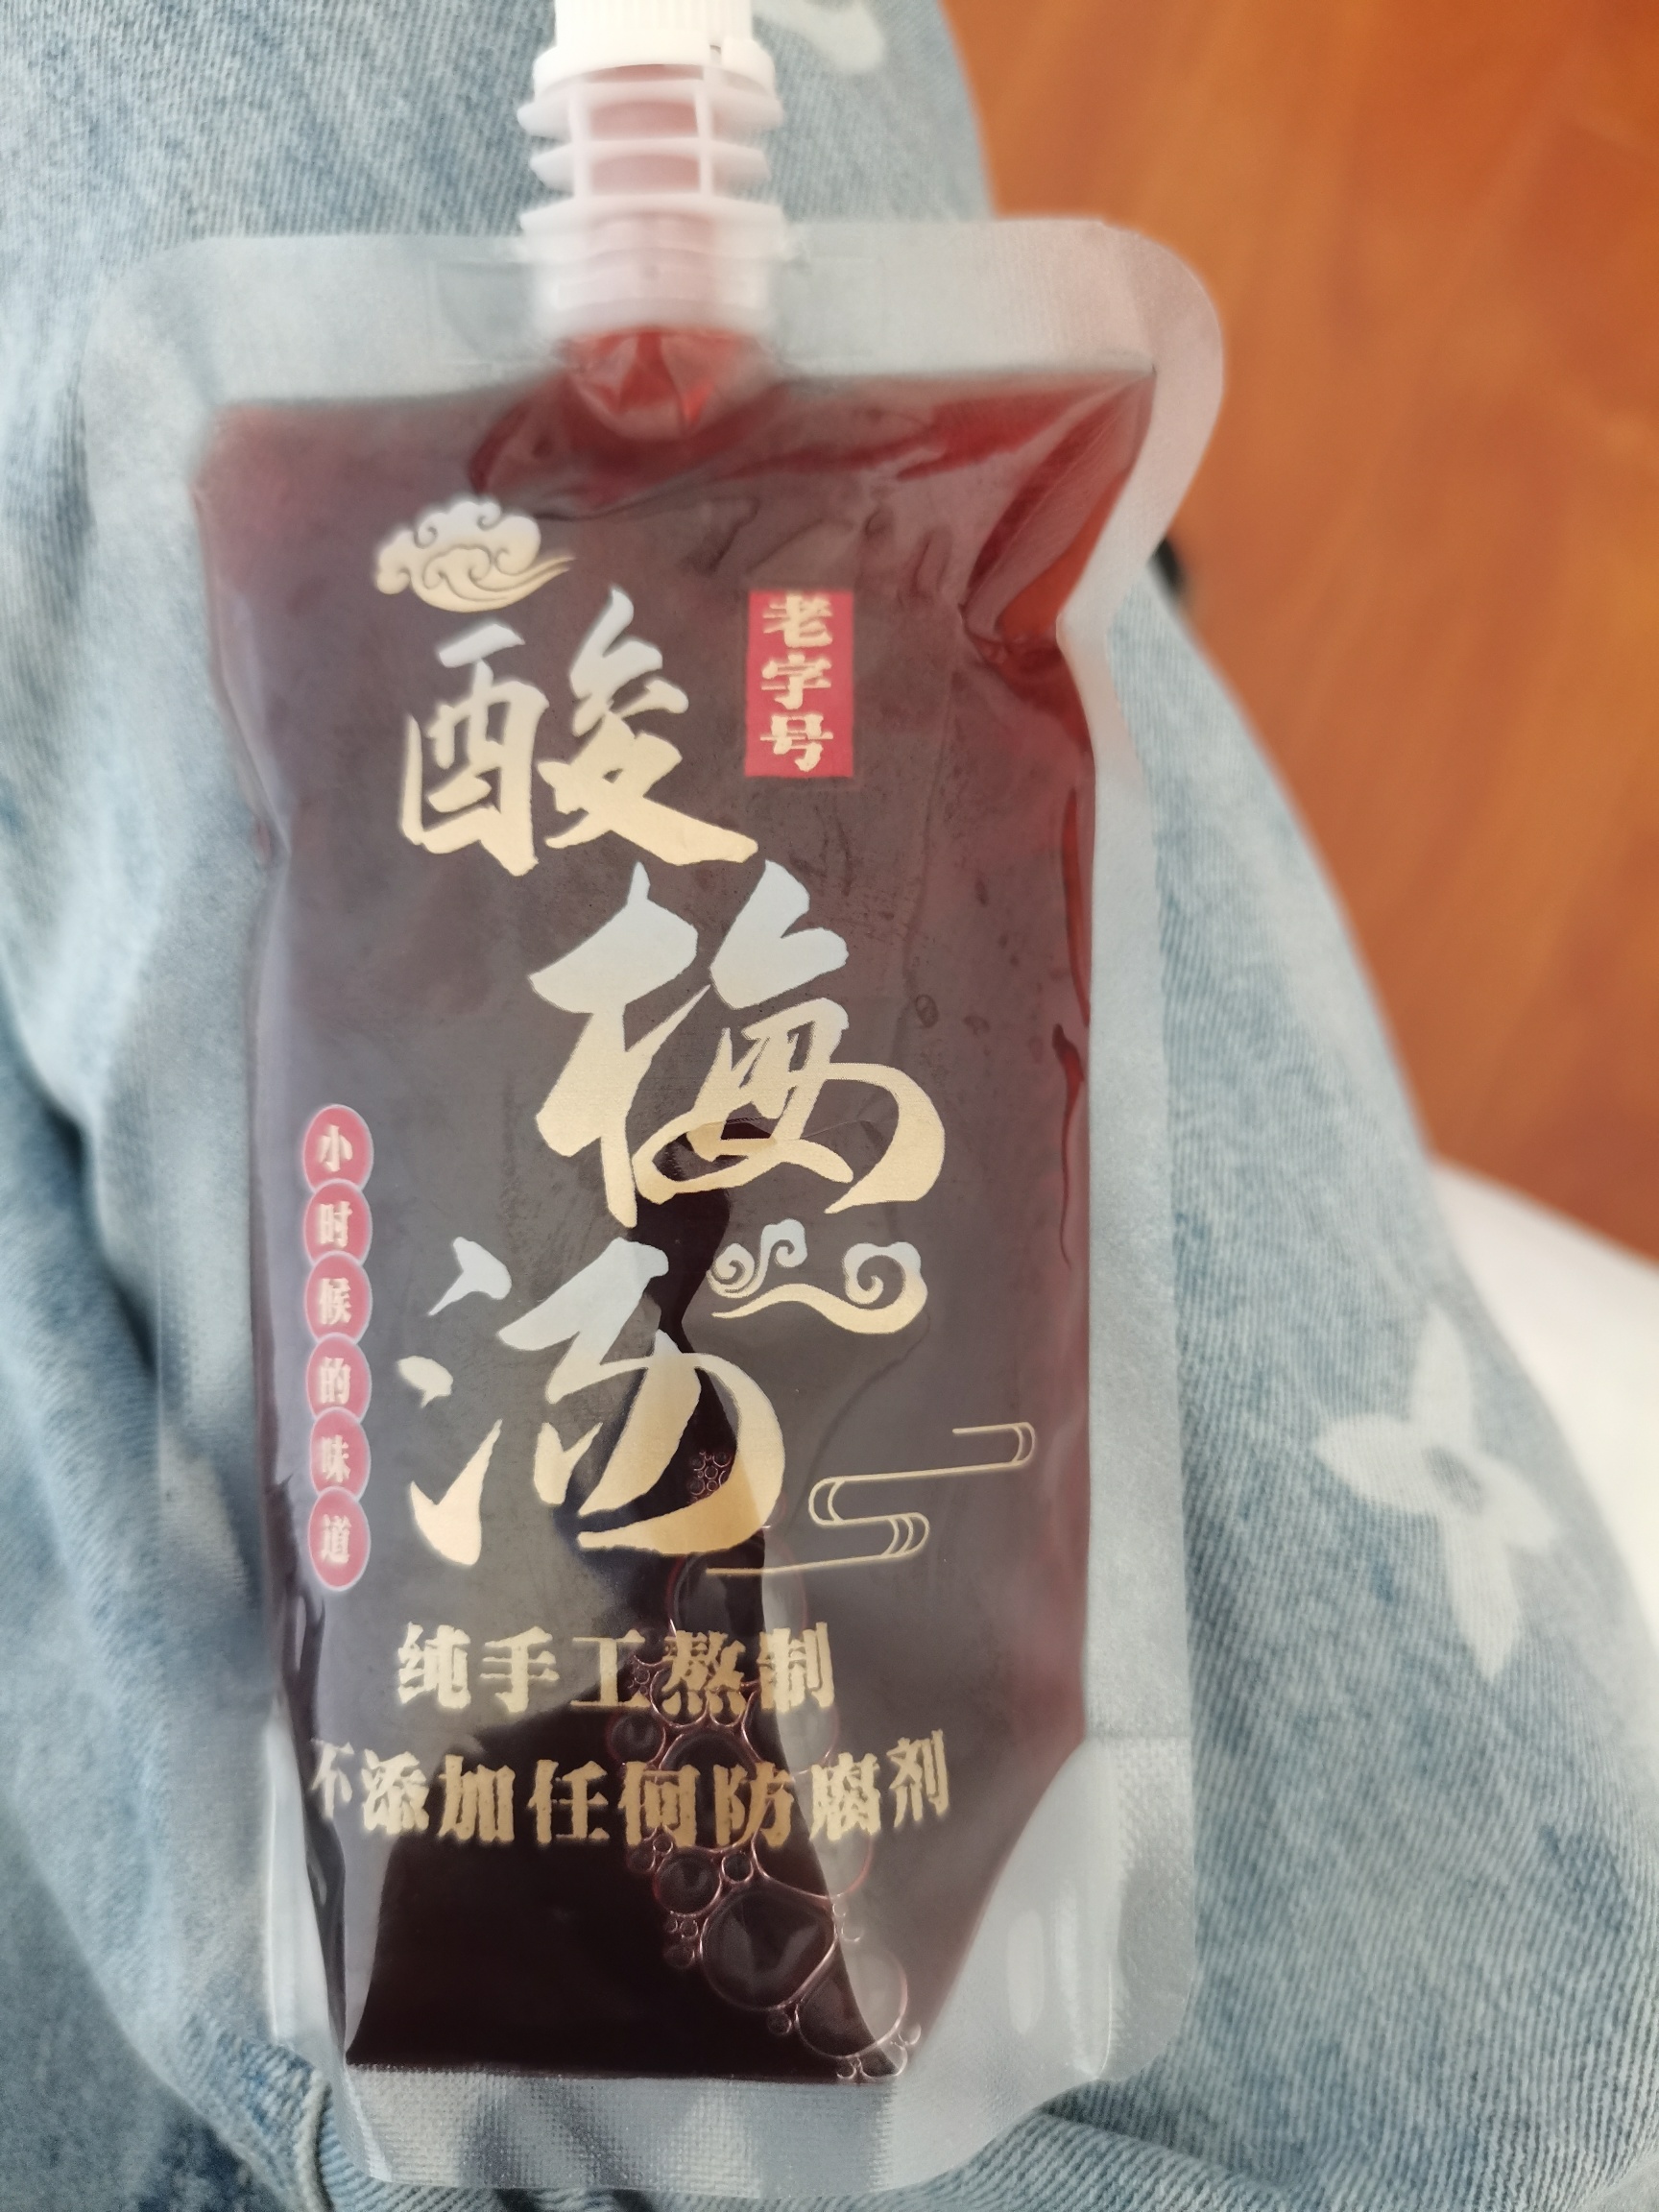 老字号
酸梅汤
小时候的味道
纯手工熬制
不添加任何防腐剂